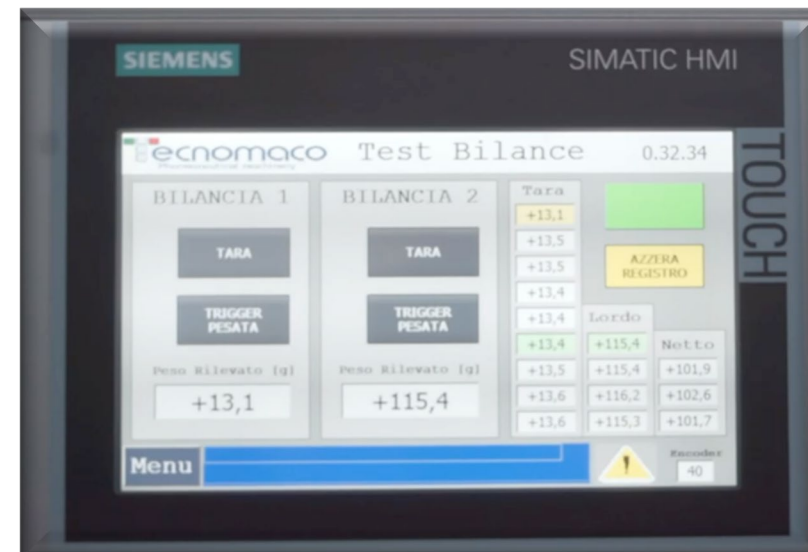 SIEMENS
SIMATIC HMI
TOUCH
Tecnomaco
Pharmaceutical machinery
Test Bilance
0.32.34
BILANCIA 1
TARA
TRIGGER
PESATA
Peso Rilevato [g]
+13,1
BILANCIA 2
TARA
TRIGGER
PESATA
Peso Rilevato [g]
+115,4
Tara
+13,1
+13,5
+13,5
+13,4
+13,4
+13,4
+13,5
+13,6
+13,6
Lordo
+115,4
+115,4
+116,2
+115,3
Netto
+101,9
+102,6
+101,7
AZZERA
REGISTRO
Menu
Encoder
40